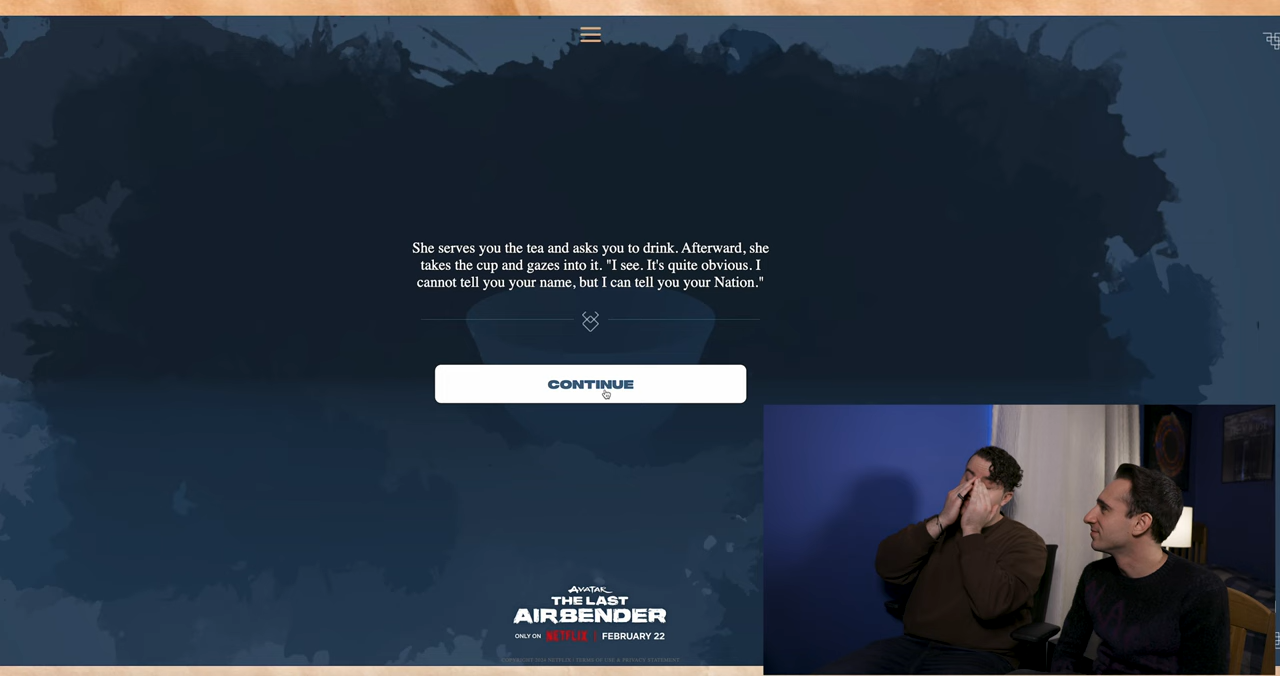 She serves you the tea and asks you to drink. Afterward, she
takes the cup and gazes into it. "I see. It's quite obvious. I
cannot tell you your name, but I can tell you your Nation."
CONTINUE
AVATAR
THE LAST
AIRBENDER
ONLY ON NETFLIX | FEBRUARY 22